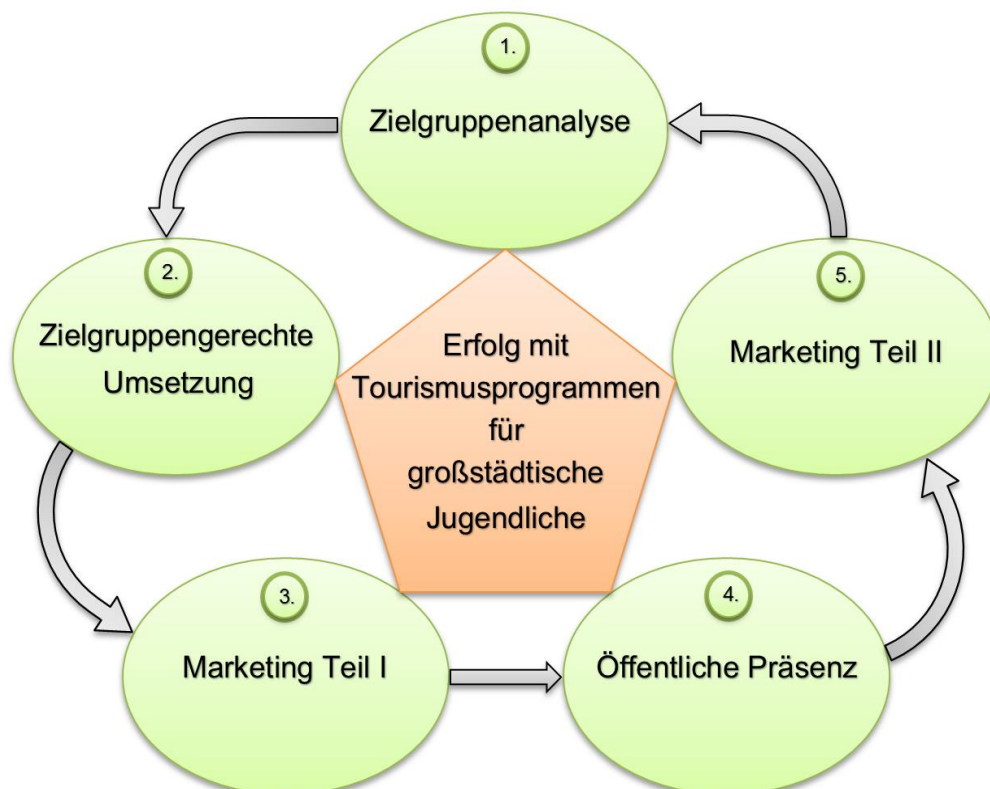 1.
Zielgruppenanalyse
2.
Zielgruppengerechte
Umsetzung
3.
Marketing Teil I
4.
Öffentliche Präsenz
5.
Marketing Teil II
Erfolg mit
Tourismusprogrammen
für
großstädtische
Jugendliche